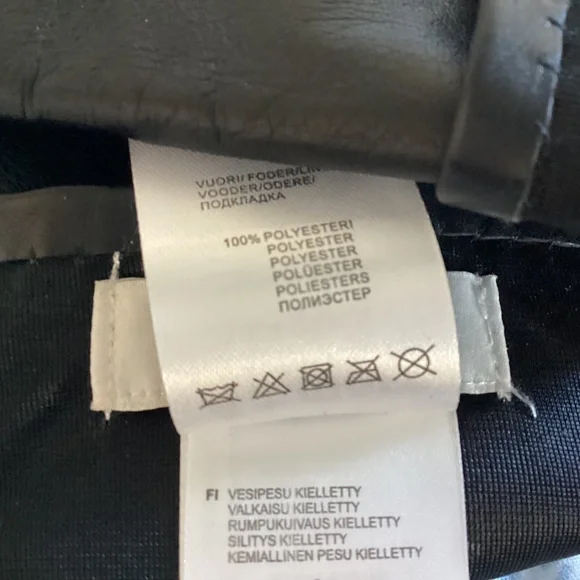 VUORI/FODER/LIN
VOODER/ODERE/
ПОДКЛАДКА
100% POLYESTERI
POLYESTER
POLYESTER
POLÜESTER
POLIESTERS
ПОЛИЭСТЕР
FI VESIPESU KIELLETTY
VALKAISU KIELLETTY
RUMPUKUIVAUS KIELLETTY
SILITYS KIELLETTY
KEMIALLINEN PESU KIELLETTY